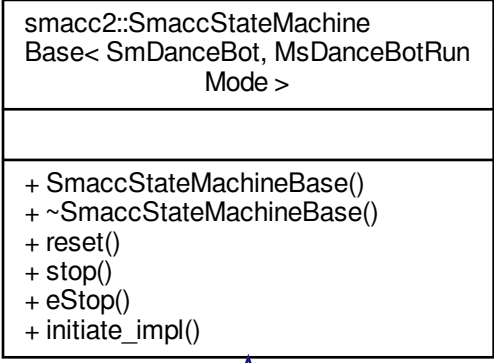 smacc2::SmaccStateMachine
Base< SmDanceBot, MsDanceBotRun
Mode >
+ SmaccStateMachineBase()
+ ~SmaccStateMachineBase()
+ reset()
+ stop()
+ eStop()
+ initiate_impl()